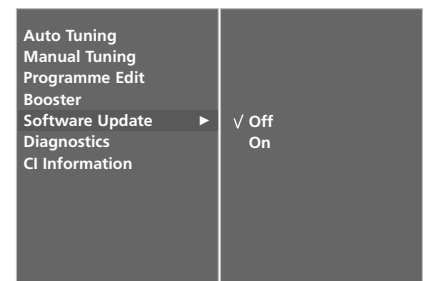 Auto Tuning
Manual Tuning
Programme Edit
Booster
Software Update ► √ Off
Diagnostics On
CI Information